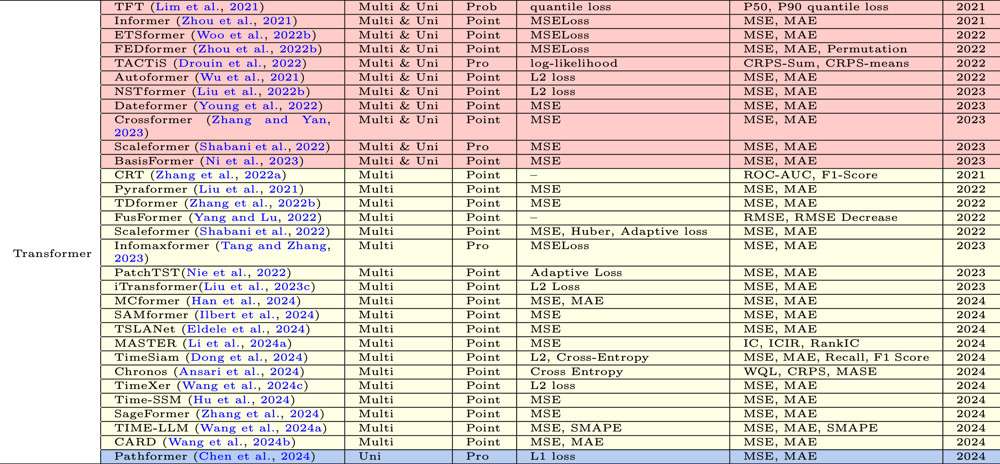 TFT (Lim et al., 2021) Multi & Uni Prob quantile loss P50, P90 quantile loss 2021
Informer (Zhou et al., 2021) Multi & Uni Point MSELoss MSE, MAE 2021
ETSformer (Woo et al., 2022b) Multi & Uni Point MSELoss MSE, MAE 2022
FEDformer (Zhou et al., 2022b) Multi & Uni Point MSELoss MSE, MAE, Permutation 2022
TACTiS (Drouin et al., 2022) Multi & Uni Pro log-likelihood CRPS-Sum, CRPS-means 2022
Autoformer (Wu et al., 2021) Multi & Uni Point L2 loss MSE, MAE 2022
NSTformer (Liu et al., 2022b) Multi & Uni Point L2 loss MSE, MAE 2023
Dateformer (Young et al., 2022) Multi & Uni Point MSE MSE, MAE 2023
Crossformer (Zhang and Yan, Multi & Uni Point MSE MSE, MAE 2023
2023)
Scaleformer (Shabani et al., 2022) Multi & Uni Pro MSE MSE, MAE 2023
BasisFormer (Ni et al., 2023) Multi & Uni Point MSE MSE, MAE 2023
CRT (Zhang et al., 2022a) Multi Point – ROC-AUC, F1-Score 2021
Pyraformer (Liu et al., 2021) Multi Point MSE MSE, MAE 2022
TDformer (Zhang et al., 2022b) Multi Point MSE MSE, MAE 2022
FusFormer (Yang and Lu, 2022) Multi Point – RMSE, RMSE Decrease 2022
Scaleformer (Shabani et al., 2022) Multi Point MSE, Huber, Adaptive loss MSE, MAE 2022
Infomaxformer (Tang and Zhang, Multi Pro MSELoss MSE, MAE 2023
Transformer
2023)
PatchTST(Nie et al., 2022) Multi Point Adaptive Loss MSE, MAE 2023
iTransformer(Liu et al., 2023c) Multi Point L2 Loss MSE, MAE 2023
MCformer (Han et al., 2024) Multi Point MSE, MAE MSE, MAE 2024
SAMformer (Ilbert et al., 2024) Multi Point MSE MSE, MAE 2024
TSLANet (Eldele et al., 2024) Multi Point MSE MSE, MAE 2024
MASTER (Li et al., 2024a) Multi Point MSE IC, ICIR, RankIC 2024
TimeSiam (Dong et al., 2024) Multi Point L2, Cross-Entropy MSE, MAE, Recall, F1 Score 2024
Chronos (Ansari et al., 2024) Multi Point Cross Entropy WQL, CRPS, MASE 2024
TimeXer (Wang et al., 2024c) Multi Point L2 loss MSE, MAE 2024
Time-SSM (Hu et al., 2024) Multi Point MSE MSE, MAE 2024
SageFormer (Zhang et al., 2024) Multi Point MSE MSE, MAE 2024
TIME-LLM (Wang et al., 2024a) Multi Point MSE, SMAPE MSE, MAE, SMAPE 2024
CARD (Wang et al., 2024b) Multi Point MSE, MAE MSE, MAE 2024
Pathformer (Chen et al., 2024) Uni Pro L1 loss MSE, MAE 2024